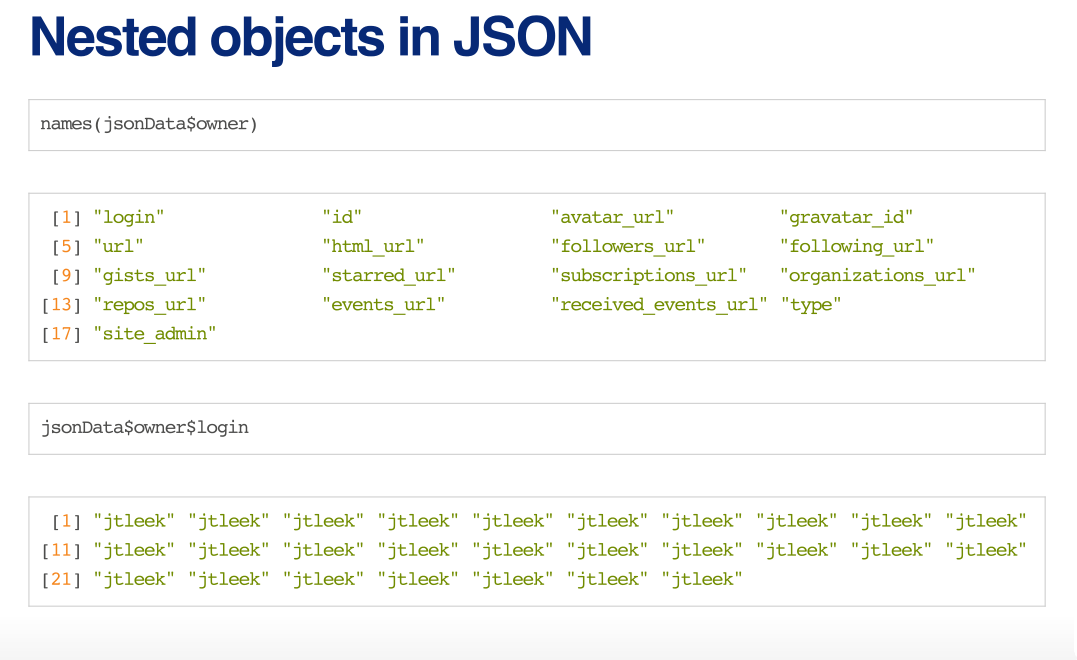 Nested objects in JSON
names(jsonData$owner)
[1] "login" "id" "avatar_url" "gravatar_id"
[5] "url" "html_url" "followers_url" "following_url"
[9] "gists_url" "starred_url" "subscriptions_url" "organizations_url"
[13] "repos_url" "events_url" "received_events_url" "type"
[17] "site_admin"
jsonData$owner$login
[1] "jtleek" "jtleek" "jtleek" "jtleek" "jtleek" "jtleek" "jtleek" "jtleek" "jtleek" "jtleek"
[11] "jtleek" "jtleek" "jtleek" "jtleek" "jtleek" "jtleek" "jtleek" "jtleek" "jtleek" "jtleek"
[21] "jtleek" "jtleek" "jtleek" "jtleek" "jtleek" "jtleek" "jtleek"